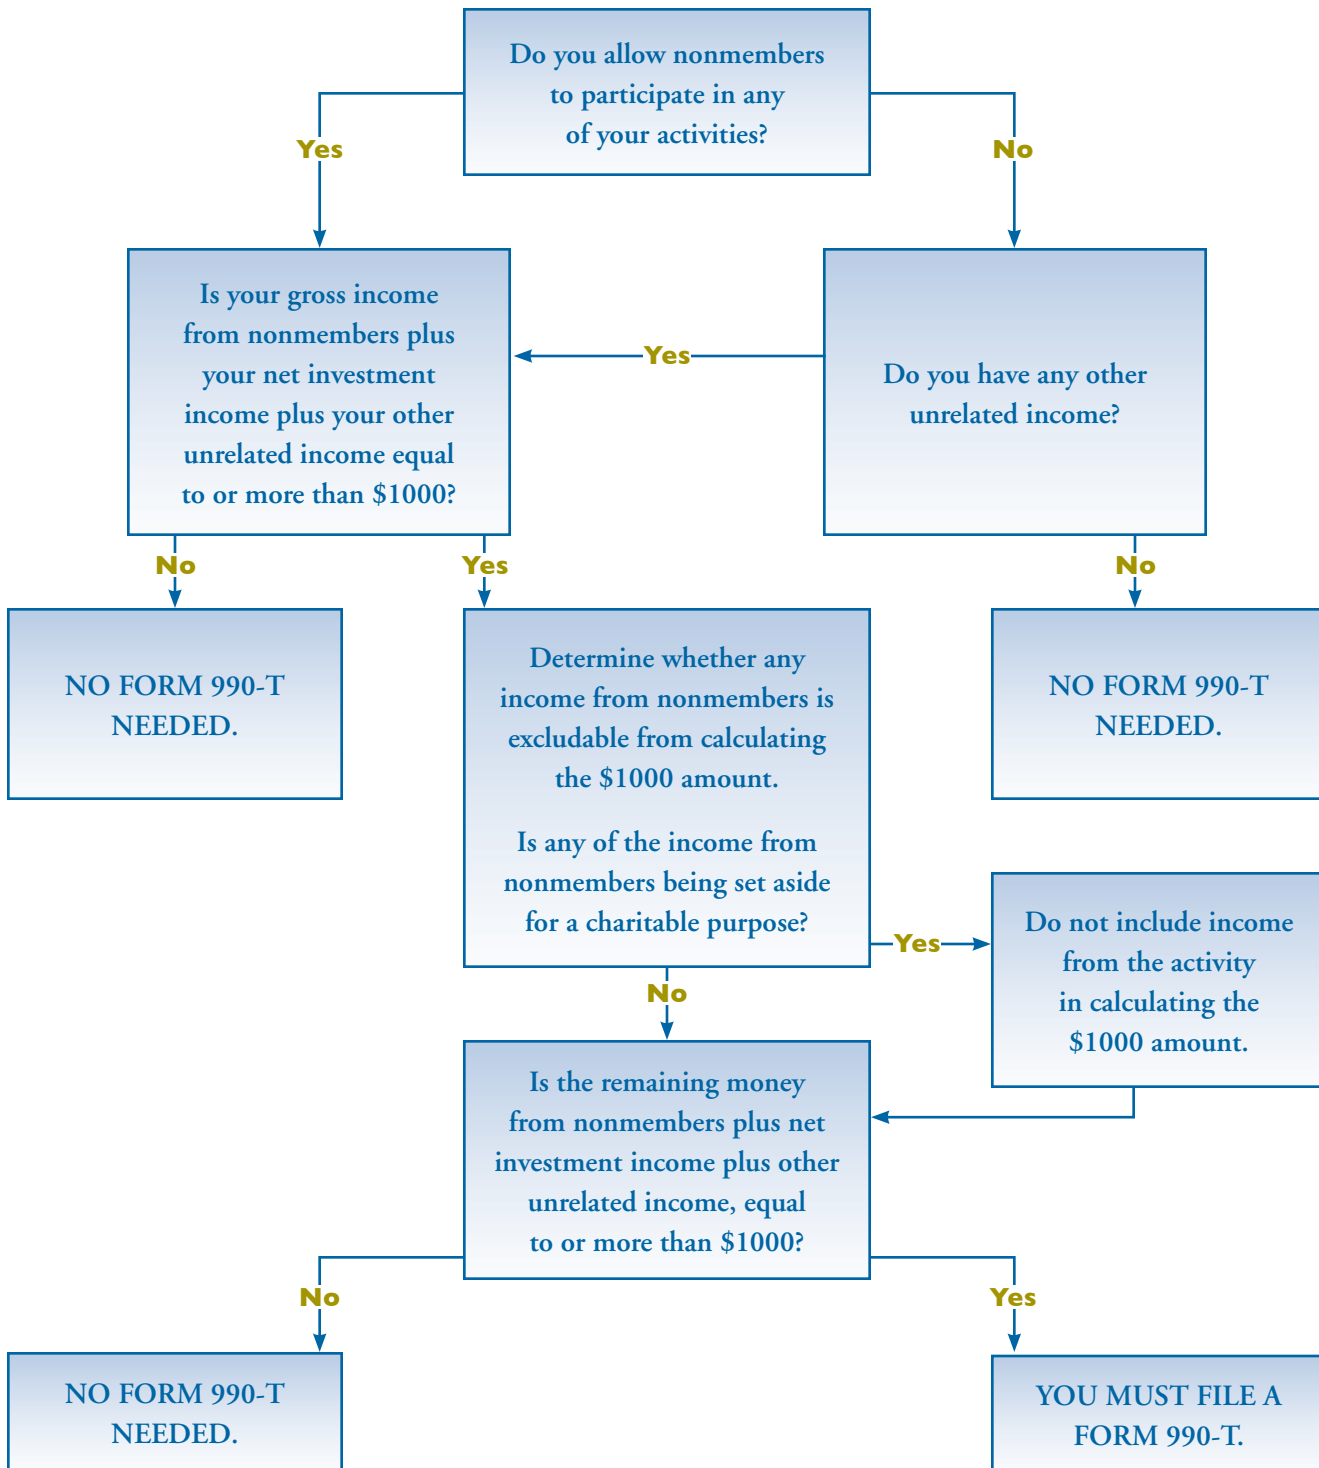 Do you allow nonmembers
to participate in any
of your activities?
Yes
No
Is your gross income
from nonmembers plus
your net investment
income plus your other
unrelated income equal
to or more than $1000?
Yes
Do you have any other
unrelated income?
No
Yes
No
NO FORM 990-T
NEEDED.
Determine whether any
income from nonmembers is
excludable from calculating
the $1000 amount.
Is any of the income from
nonmembers being set aside
for a charitable purpose?
NO FORM 990-T
NEEDED.
Yes
Do not include income
from the activity
in calculating the
$1000 amount.
No
Is the remaining money
from nonmembers plus net
investment income plus other
unrelated income, equal
to or more than $1000?
No
Yes
NO FORM 990-T
NEEDED.
YOU MUST FILE A
FORM 990-T.